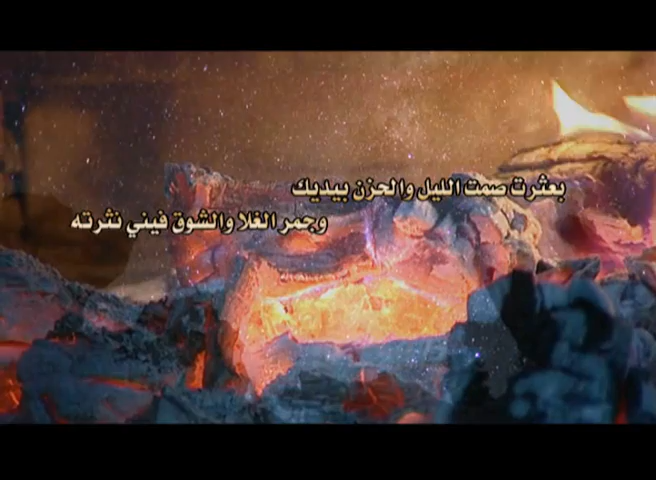 بعثرت صمت الليل والحزن بيديك
وجمر الغلا والشوق فيني نثرته